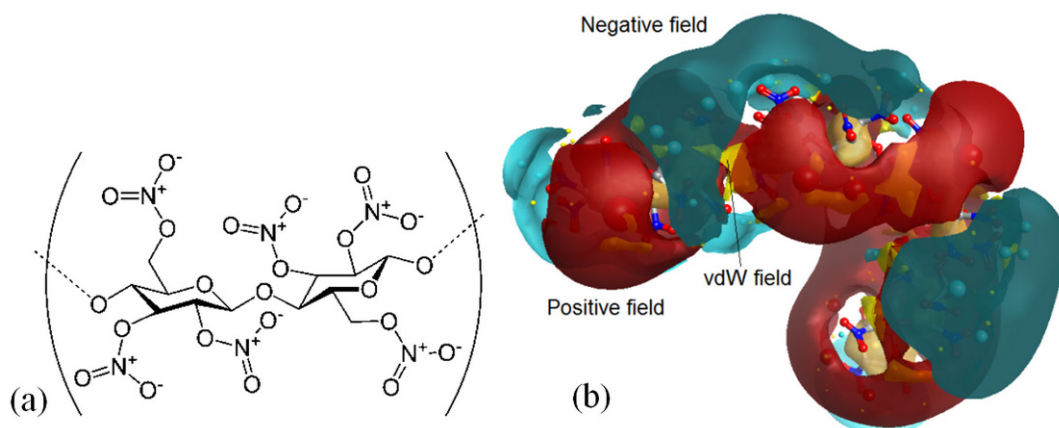 Negative field
O⁻
O N⁺ O N⁺ O⁻
O O N⁺ O⁻ O
O O
O O O
O O O⁻ O O⁻
N⁺ N⁺ N⁺
O O⁻ O O⁻ O
(a)
vdW field
Positive field
(b)